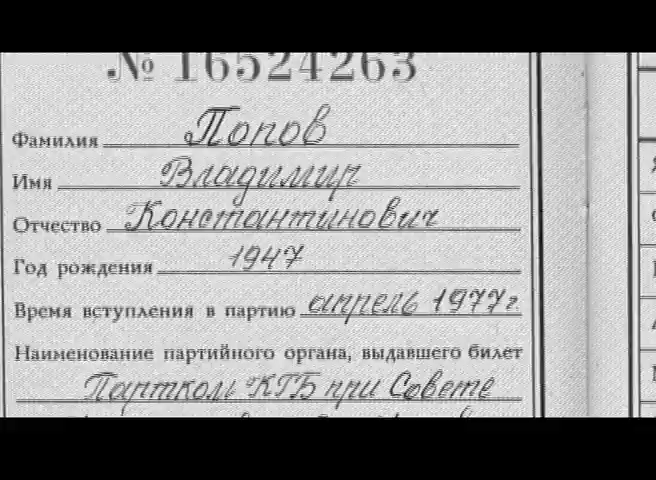 № 16524263
Фамилия Попов
Имя Владимир
Отчество Константинович
Год рождения 1947
Время вступления в партию апрель 1977 г.
Наименование партийного органа, выдавшего билет
Партком КГБ при Совете